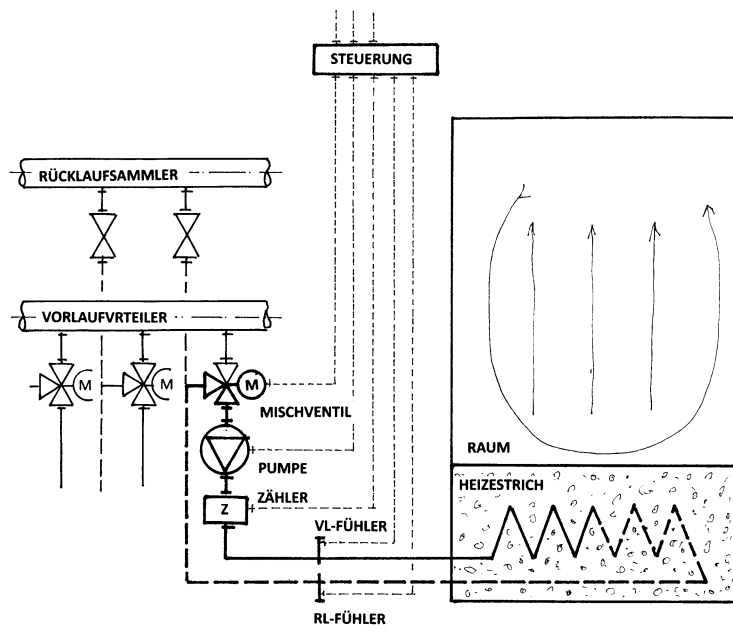 STEUERUNG
RÜCKLAUFSAMMLER
VORLAUFVRTEILER
M
M
M
MISCHVENTIL
PUMPE
RAUM
ZÄHLER
HEIZESTRICH
Z
VL-FÜHLER
RL-FÜHLER